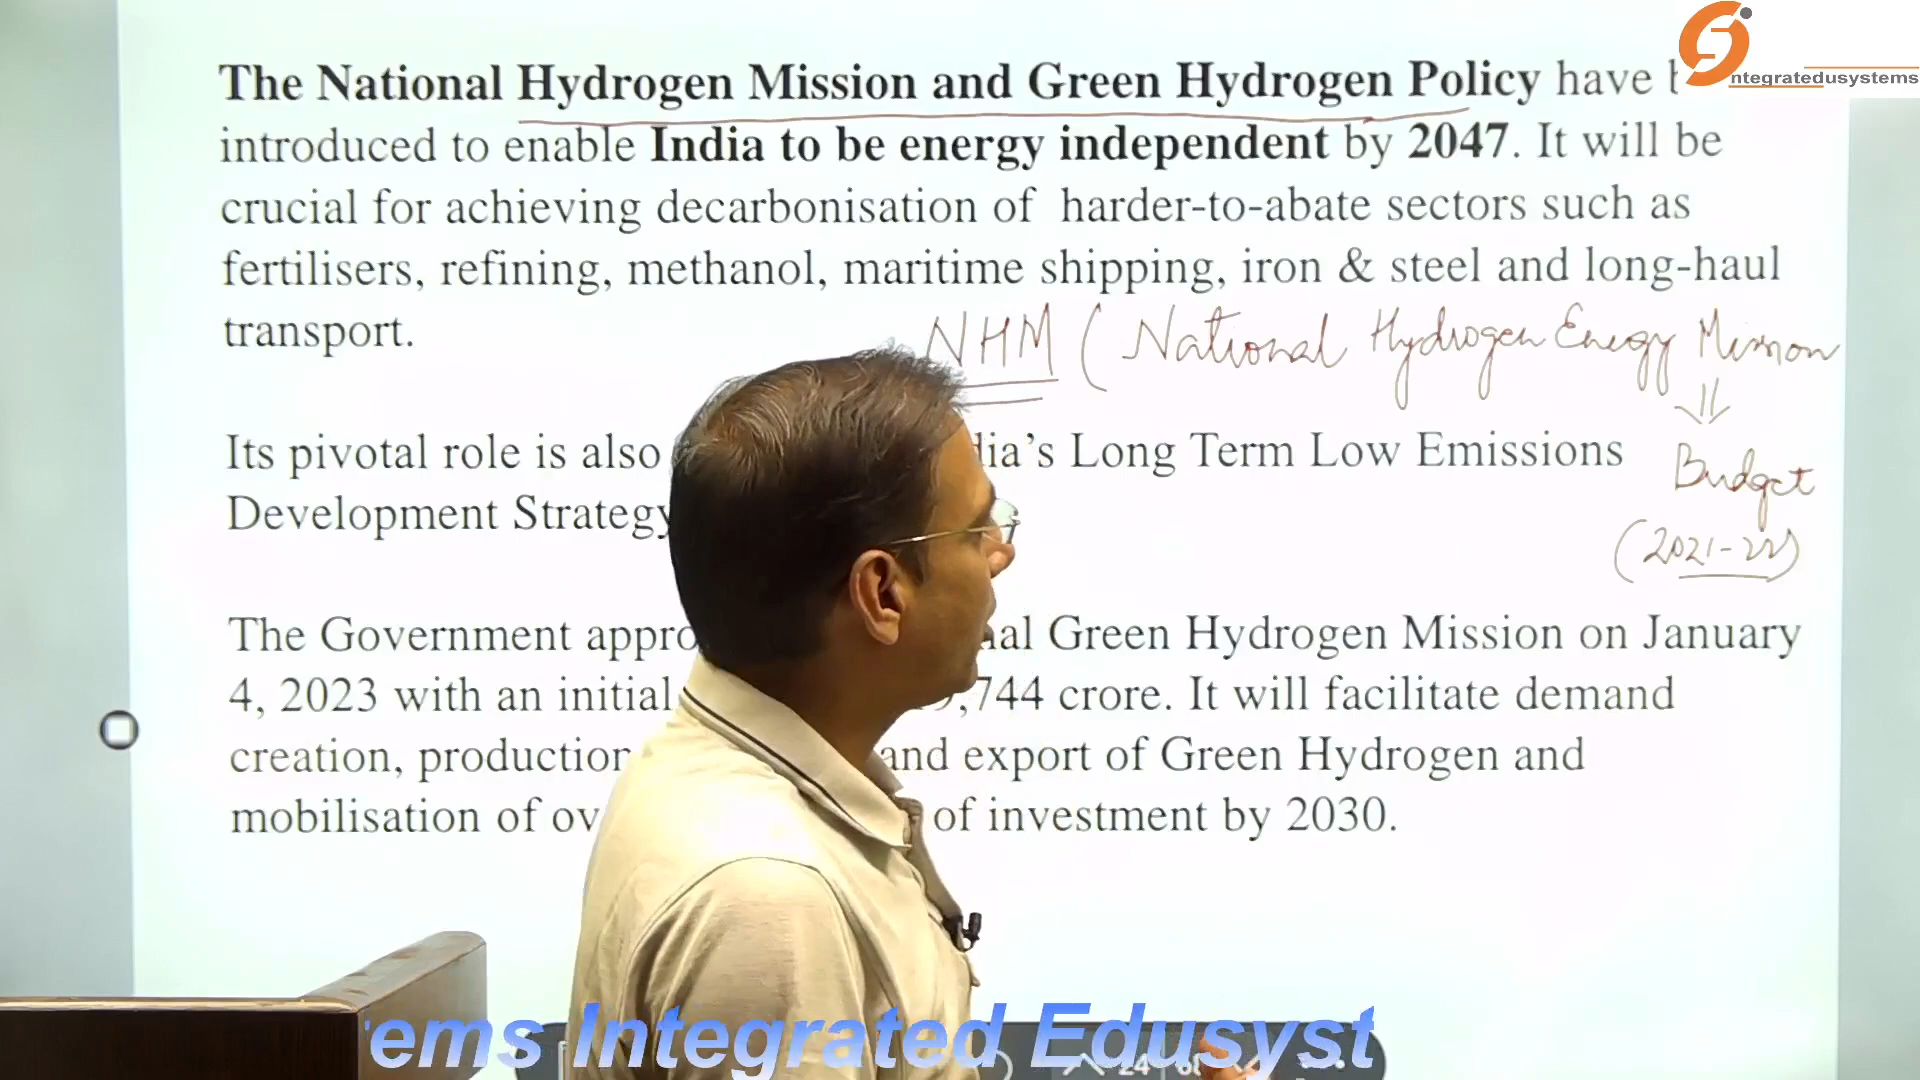 The National Hydrogen Mission and Green Hydrogen Policy have
ntegratedusystems
introduced to enable India to be energy independent by 2047. It will be
crucial for achieving decarbonisation of harder-to-abate sectors such as
fertilisers, refining, methanol, maritime shipping, iron & steel and long-haul
transport.
NHM ( National Hydrogen Energy Mission
Its pivotal role is also dia's Long Term Low Emissions
Budget
Development Strategy
(2021-22)
The Government appro nal Green Hydrogen Mission on January
4, 2023 with an initial ,744 crore. It will facilitate demand
creation, production and export of Green Hydrogen and
mobilisation of ov of investment by 2030.
ems Integrated Edusyst